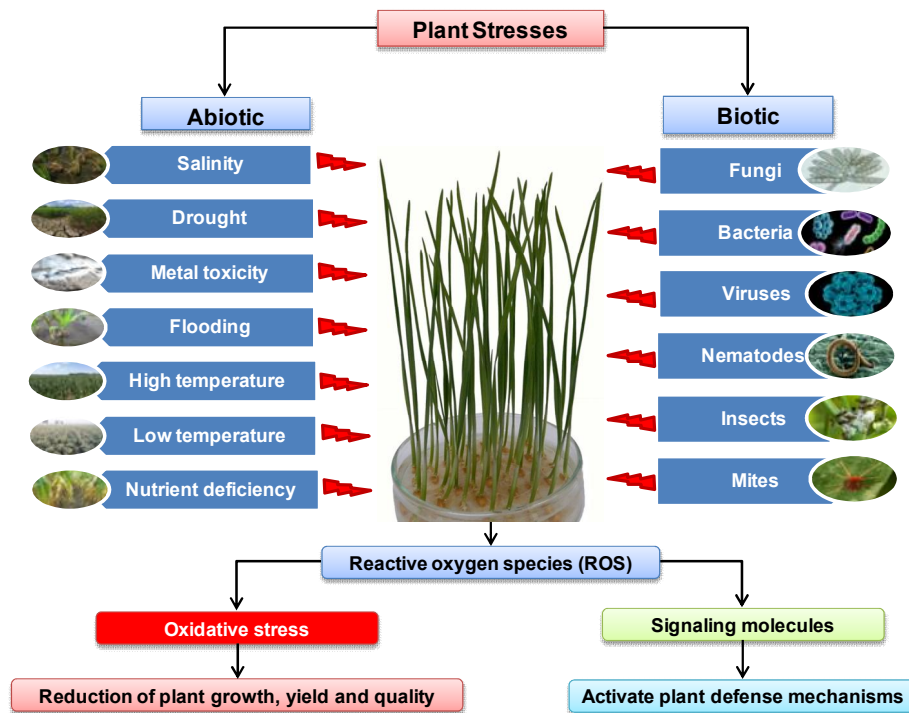 Plant Stresses
Abiotic
Biotic
Salinity
Drought
Metal toxicity
Flooding
High temperature
Low temperature
Nutrient deficiency
Fungi
Bacteria
Viruses
Nematodes
Insects
Mites
Reactive oxygen species (ROS)
Oxidative stress
Signaling molecules
Reduction of plant growth, yield and quality
Activate plant defense mechanisms